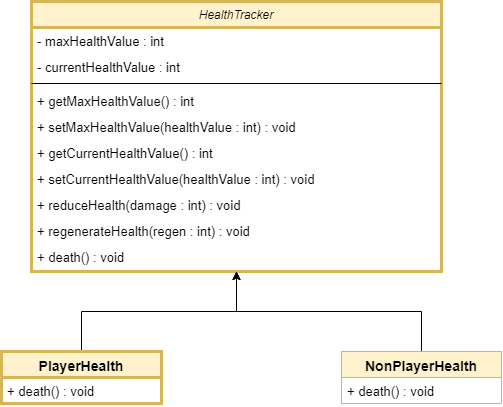 HealthTracker
- maxHealthValue : int
- currentHealthValue : int
+ getMaxHealthValue() : int
+ setMaxHealthValue(healthValue : int) : void
+ getCurrentHealthValue() : int
+ setCurrentHealthValue(healthValue : int) : void
+ reduceHealth(damage : int) : void
+ regenerateHealth(regen : int) : void
+ death() : void
PlayerHealth
+ death() : void
NonPlayerHealth
+ death() : void